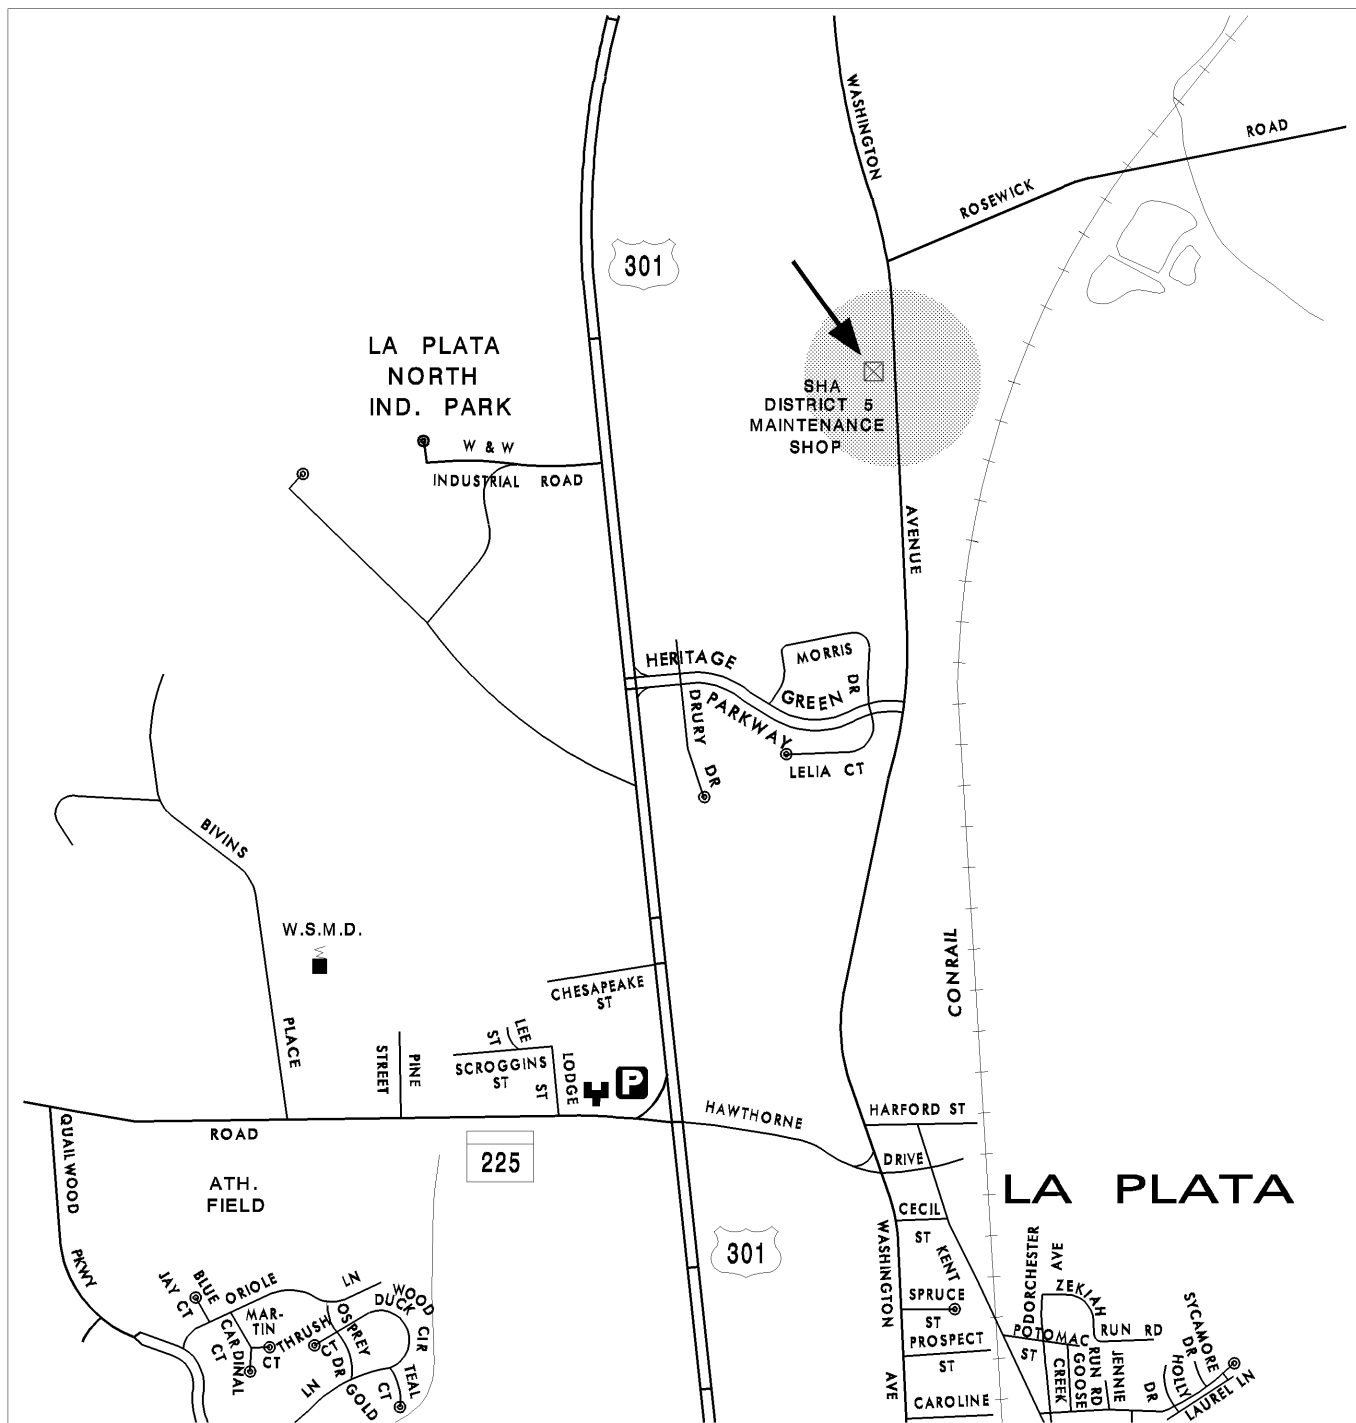 WASHINGTON
ROAD
ROSEWICK
301
LA PLATA
NORTH
IND. PARK
SHA
DISTRICT 5
MAINTENANCE
SHOP
W & W
INDUSTRIAL ROAD
AVENUE
HERITAGE
MORRIS
DR
GREEN
PARKWAY
DRURY
DR
LELIA CT
BIVINS
W.S.M.D.
W
CONRAIL
CHESAPEAKE
ST
PLACE
LEE
ST
STREET
PINE
SCROGGINS
ST
LODGE
ST
P
HAWTHORNE
HARFORD ST
ROAD
QUAILWOOD
225
DRIVE
ATH.
FIELD
LA PLATA
CECIL
ST
WASHINGTON
KENT
301
PODORCHESTER
AVE
PKWY
BLUE
JAY CT
ORIOLE
LN
WOOD
DUCK
CIR
ZEKIAH
RUN RD
SPRUCE
ST
SYCAMORE
DR
MAR-
TIN
CT
THRUSH
CT
OSPREY
DR
CARDINAL
CT
POTOMAC
ST
PROSPECT
ST
CREEK
GOOSE
RUN RD
JENNIE
DR
HOLLY
LAUREL LN
LN
GOLD
TEAL
CT
AVE
CAROLINE